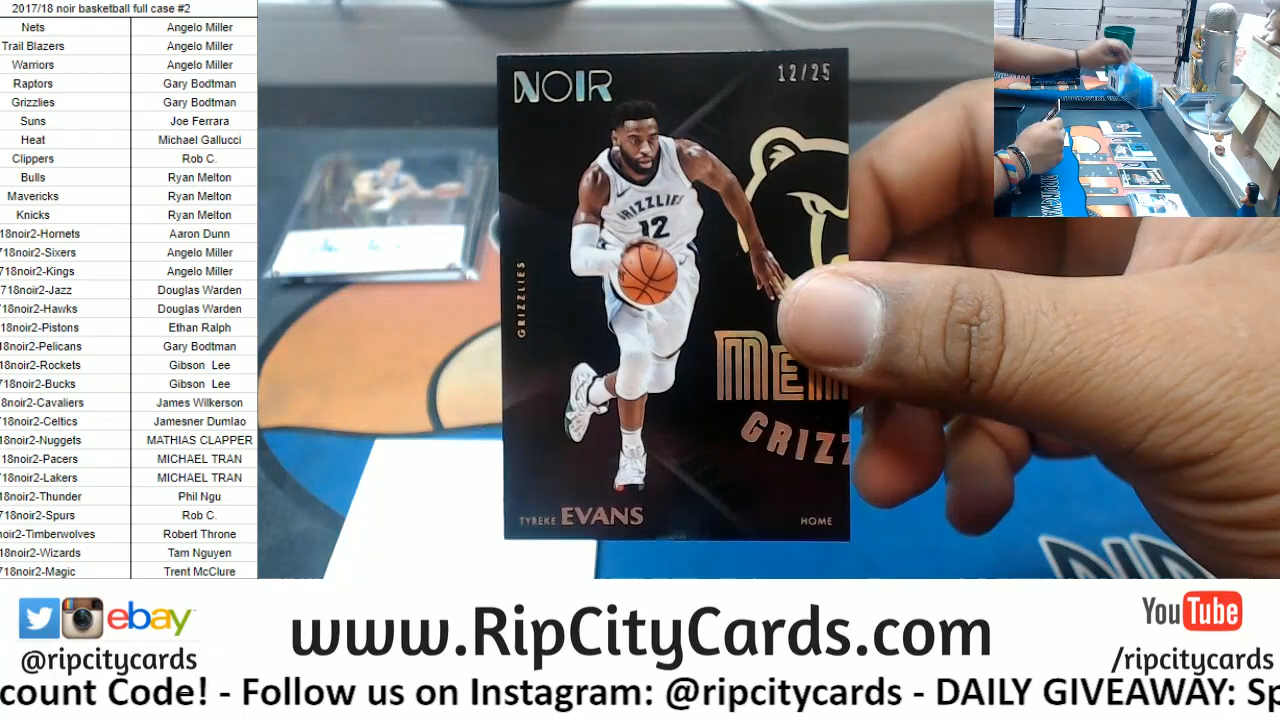 2017/18 noir basketball full case #2
Nets Angelo Miller
Trail Blazers Angelo Miller
Warriors Angelo Miller
Raptors Gary Bodtman
Grizzlies Gary Bodtman
Suns Joe Ferrara
Heat Michael Gallucci
Clippers Rob C.
Bulls Ryan Melton
Mavericks Ryan Melton
Knicks Ryan Melton
18noir2-Hornets Aaron Dunn
718noir2-Sixers Angelo Miller
718noir2-Kings Angelo Miller
718noir2-Jazz Douglas Warden
718noir2-Hawks Douglas Warden
18noir2-Pistons Ethan Ralph
18noir2-Pelicans Gary Bodtman
18noir2-Rockets Gibson Lee
718noir2-Bucks Gibson Lee
8noir2-Cavaliers James Wilkerson
718noir2-Celtics Jamesner Dumlao
18noir2-Nuggets MATHIAS CLAPPER
718noir2-Pacers MICHAEL TRAN
718noir2-Lakers MICHAEL TRAN
18noir2-Thunder Phil Ngu
718noir2-Spurs Rob C.
noir2-Timberwolves Robert Throne
18noir2-Wizards Tam Nguyen
718noir2-Magic Trent McClure
NOIR
12/25
GRIZZLIES
12
GRIZZLIES
MEM
GRIZZ
TYREKE EVANS
HOME
ebay
@ripcitycards
www.RipCityCards.com
YouTube
/ripcitycards
count Code! - Follow us on Instagram: @ripcitycards - DAILY GIVEAWAY: Sp